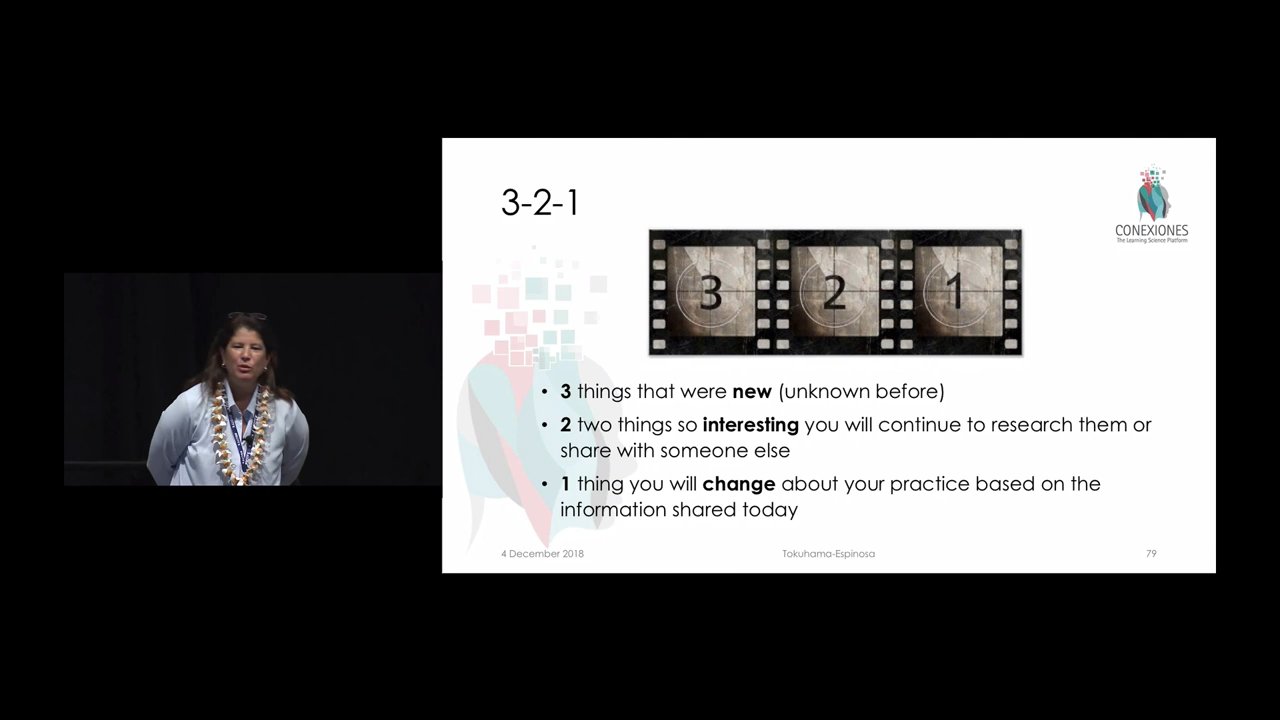 3-2-1
CONEXIONES
The Learning Science Platform
3 2 1
• 3 things that were new (unknown before)
• 2 two things so interesting you will continue to research them or
share with someone else
• 1 thing you will change about your practice based on the
information shared today
4 December 2018 Tokuhama-Espinosa 79